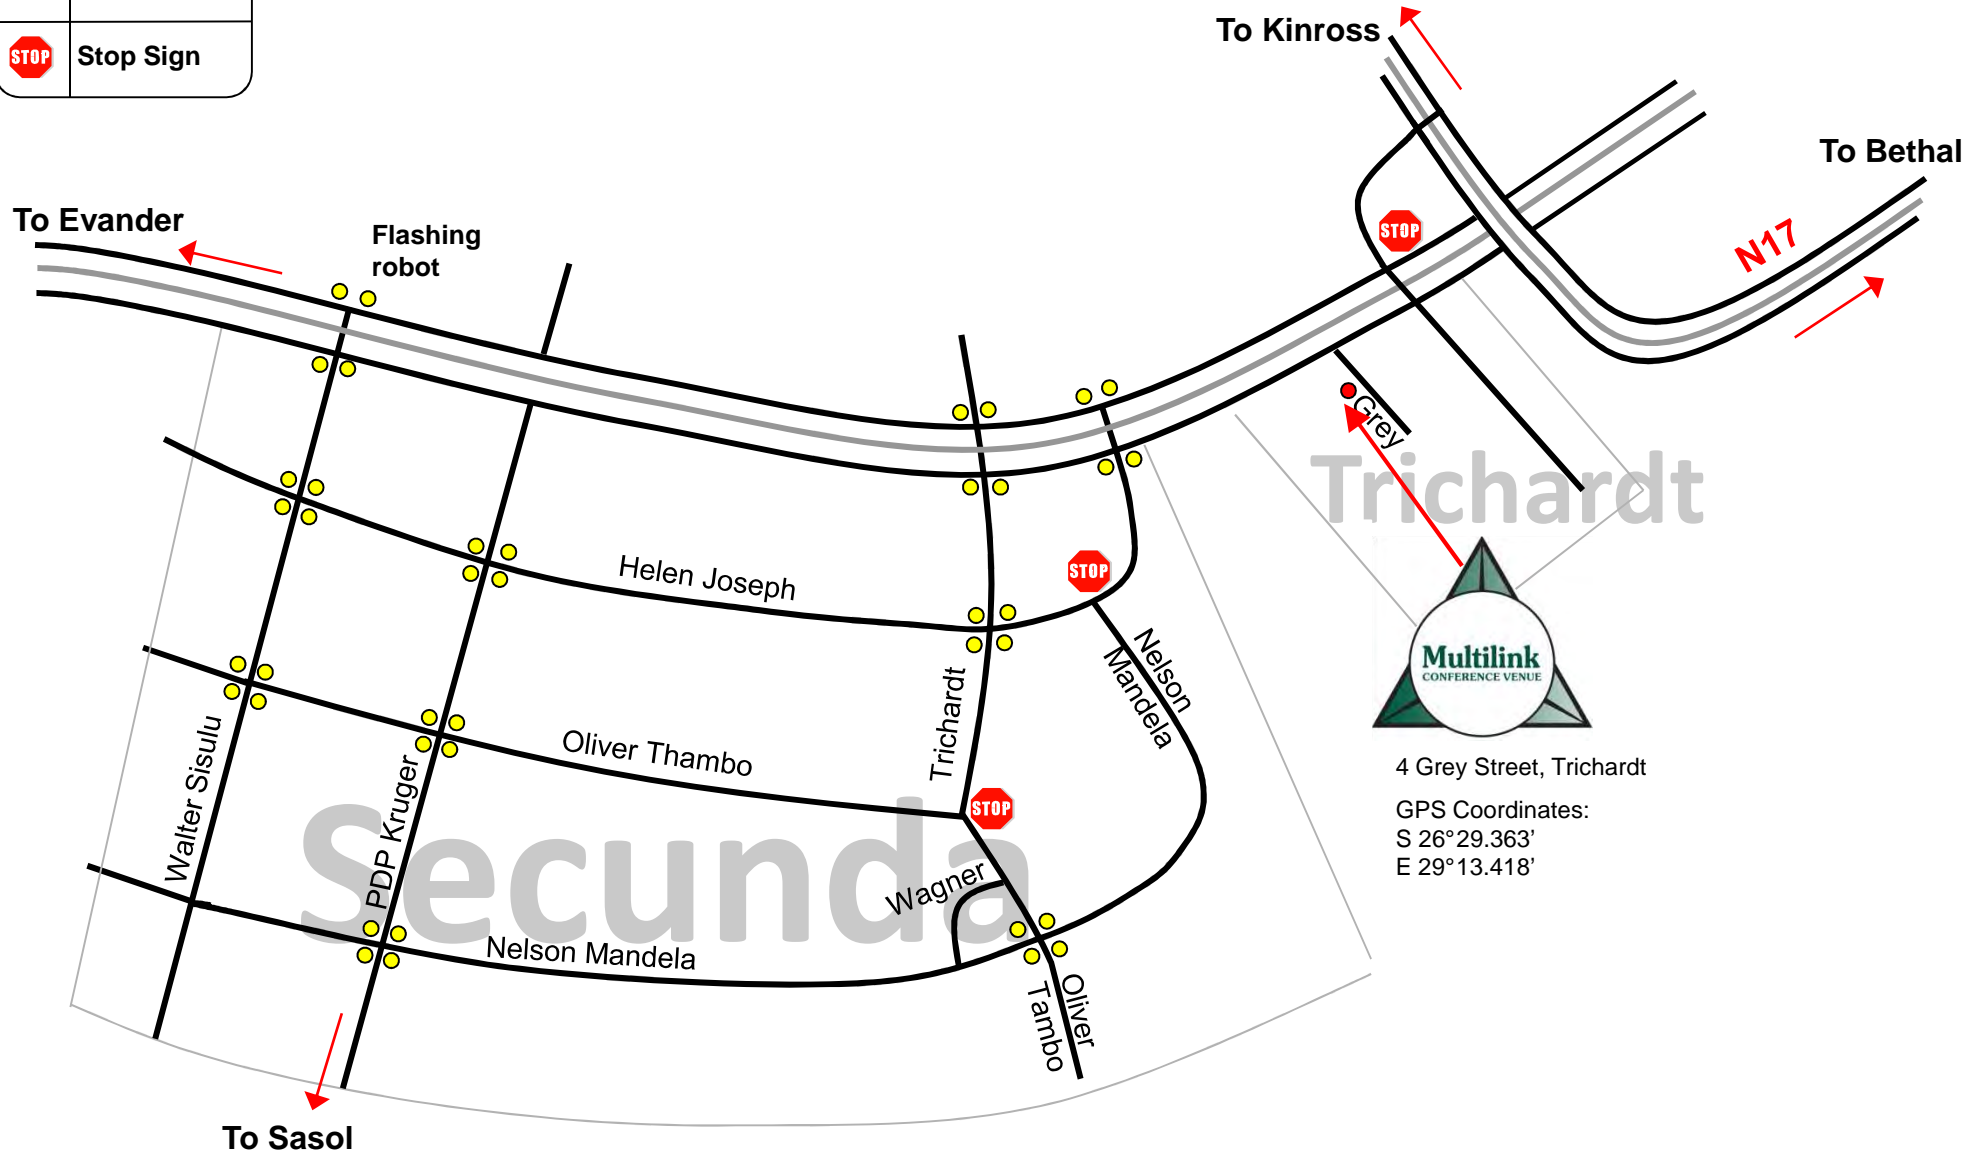 To Kinross
STOP
Stop Sign
To Bethal
To Evander
Flashing
robot
STOP
N17
Grey
Trichardt
Helen Joseph
STOP
Nelson
Mandela
Multilink
CONFERENCE VENUE
Trichardt
Oliver Thambo
Walter Sisulu
PDP Kruger
STOP
4 Grey Street, Trichardt
GPS Coordinates:
S 26°29.363’
E 29°13.418’
Secunda
Wagner
Nelson Mandela
Oliver
Tambo
To Sasol